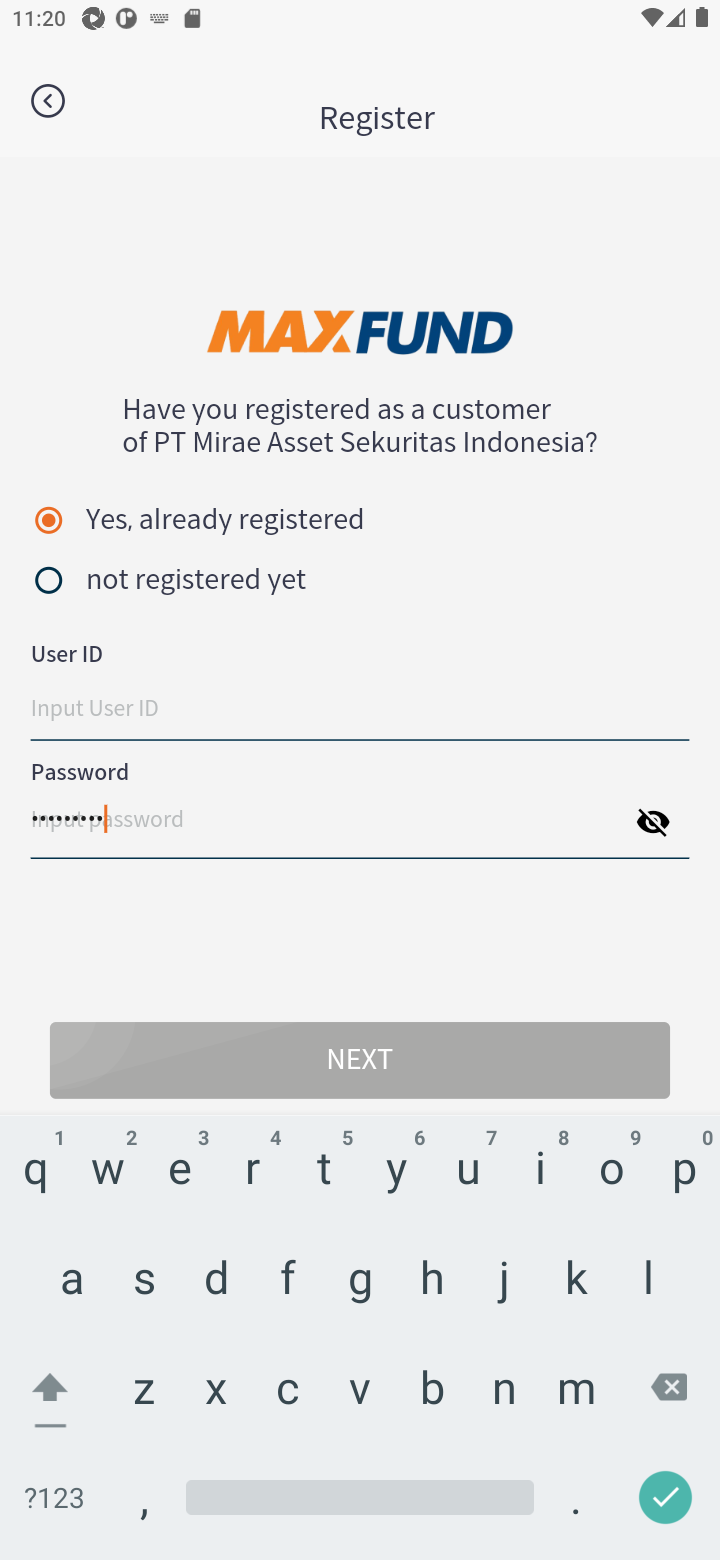 11:20
Register
MAXFUND
Have you registered as a customer
of PT Mirae Asset Sekuritas Indonesia?
Yes, already registered
not registered yet
User ID
Input User ID
Password
••••••••• Input password
NEXT
1 2 3 4 5 6 7 8 9 0
q w e r t y u i o p
a s d f g h j k l
z x c v b n m
?123 , .